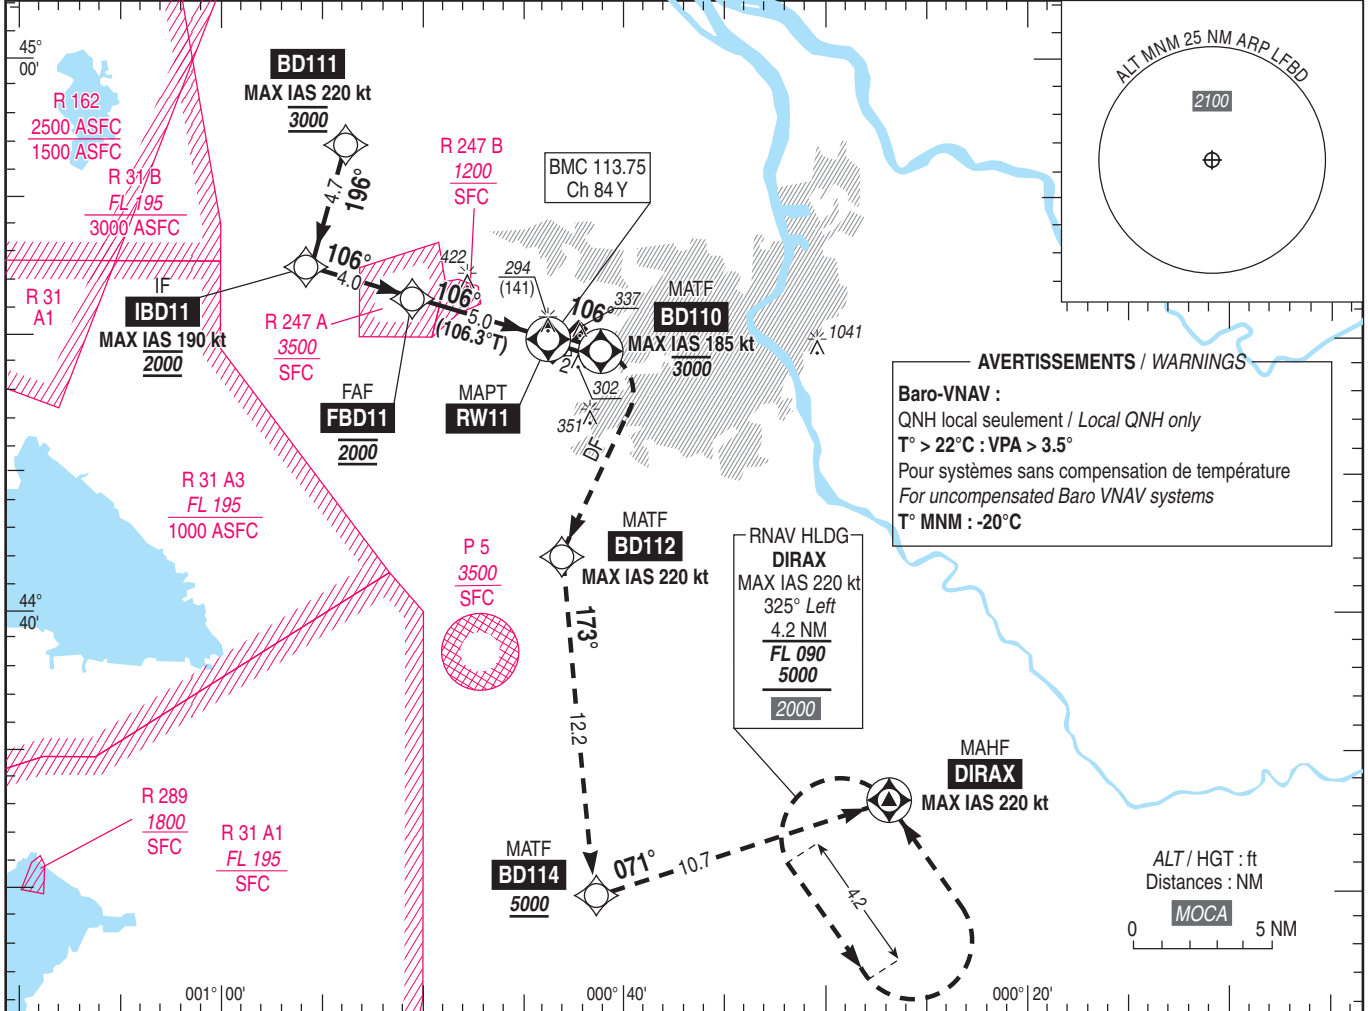 45°
00'
BD111
MAX IAS 220 kt
3000
R 162
2500 ASFC
1500 ASFC
R 31 B
FL 195
3000 ASFC
4.7
196°
R 247 B
1200
SFC
BMC 113.75
Ch 84 Y
ALT MNM 25 NM ARP LFBD
2100
IF
IBD11
MAX IAS 190 kt
2000
R 31
A1
106°
4.0
422
106°
5.0
(106.3°T)
294
(141)
106°
337
MATF
BD110
MAX IAS 185 kt
3000
1041
R 247 A
3500
SFC
FAF
FBD11
2000
MAPT
RW11
2.
302
351
DF
AVERTISSEMENTS / WARNINGS
Baro-VNAV :
QNH local seulement / Local QNH only
T° > 22°C : VPA > 3.5°
Pour systèmes sans compensation de température
For uncompensated Baro VNAV systems
T° MNM : -20°C
R 31 A3
FL 195
1000 ASFC
MATF
BD112
MAX IAS 220 kt
P 5
3500
SFC
RNAV HLDG
DIRAX
MAX IAS 220 kt
325° Left
4.2 NM
FL 090
5000
2000
44°
40'
173°
12.2
MAHF
DIRAX
MAX IAS 220 kt
R 289
1800
SFC
R 31 A1
FL 195
SFC
MATF
BD114
5000
071°
10.7
4.2
ALT / HGT : ft
Distances : NM
MOCA
0
5 NM
001° 00'
000° 40'
000° 20'